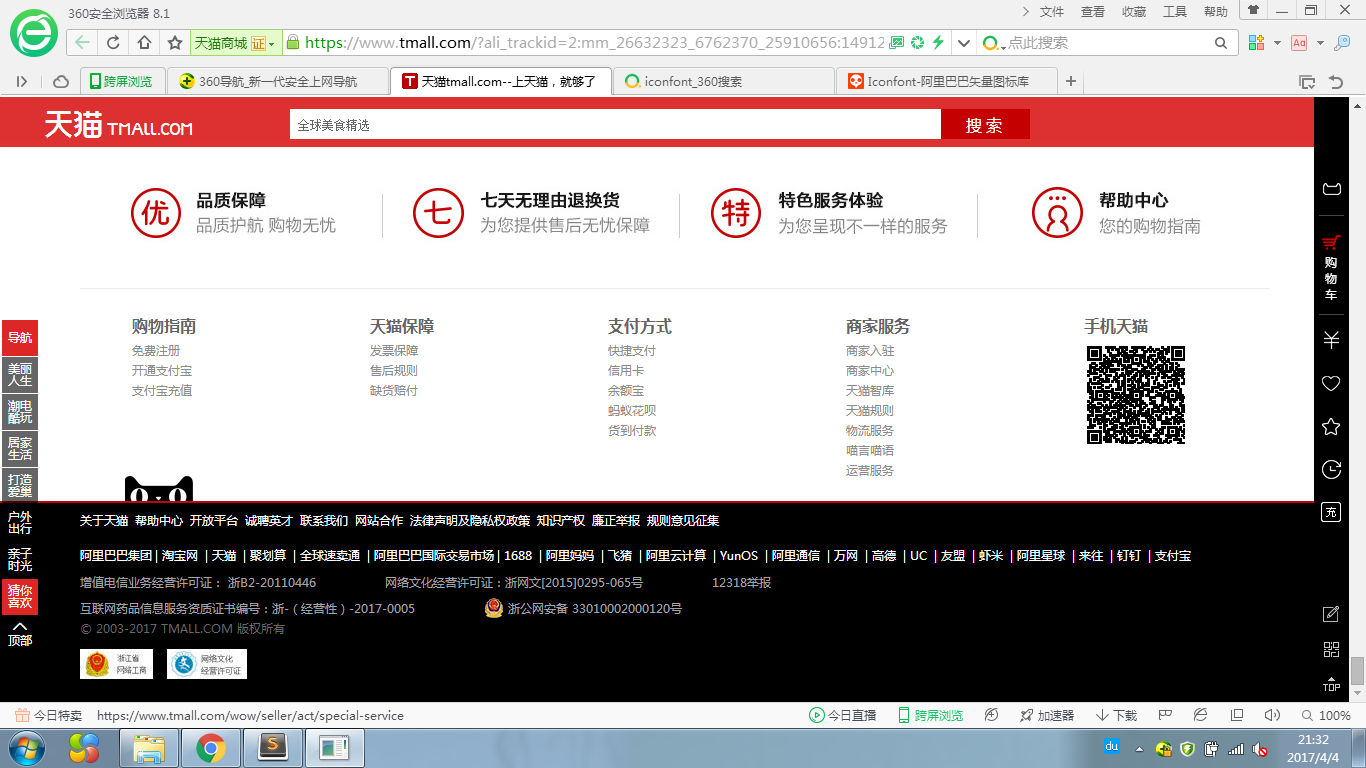 360安全浏览器 8.1
文件 查看 收藏 工具 帮助
天猫商城 证 https://www.tmall.com/?ali_trackid=2:mm_26632323_6762370_25910656:14912 点此搜索
跨屏浏览 360导航_新一代安全上网导航 天猫tmall.com--上天猫，就够了 iconfont_360搜索 Iconfont-阿里巴巴矢量图标库
天猫 TMALL.COM 全球美食精选 搜索
优 品质保障 七 七天无理由退换货 特 特色服务体验 帮助中心
品质护航 购物无忧 为您提供售后无忧保障 为您呈现不一样的服务 您的购物指南
购物车
导航
美丽人生
潮电酷玩
居家生活
打造爱巢
户外出行
亲子时光
猜你喜欢
顶部
购物指南 天猫保障 支付方式 商家服务 手机天猫
免费注册 发票保障 快捷支付 商家入驻
开通支付宝 售后规则 信用卡 商家中心
支付宝充值 缺货赔付 余额宝 天猫智库
蚂蚁花呗 天猫规则
货到付款 物流服务
喵言喵语
运营服务
充
关于天猫 帮助中心 开放平台 诚聘英才 联系我们 网站合作 法律声明及隐私权政策 知识产权 廉正举报 规则意见征集
阿里巴巴集团 | 淘宝网 | 天猫 | 聚划算 | 全球速卖通 | 阿里巴巴国际交易市场 | 1688 | 阿里妈妈 | 飞猪 | 阿里云计算 | YunOS | 阿里通信 | 万网 | 高德 | UC | 友盟 | 虾米 | 阿里星球 | 来往 | 钉钉 | 支付宝
增值电信业务经营许可证： 浙B2-20110446 网络文化经营许可证：浙网文[2015]0295-065号 12318举报
互联网药品信息服务资质证书编号：浙-（经营性）-2017-0005 浙公网安备 33010002000120号
© 2003-2017 TMALL.COM 版权所有
浙江省 网络文化
网络工商 经营许可证
TOP
今日特卖 https://www.tmall.com/wow/seller/act/special-service 今日直播 跨屏浏览 加速器 下载 100%
du 21:32
2017/4/4